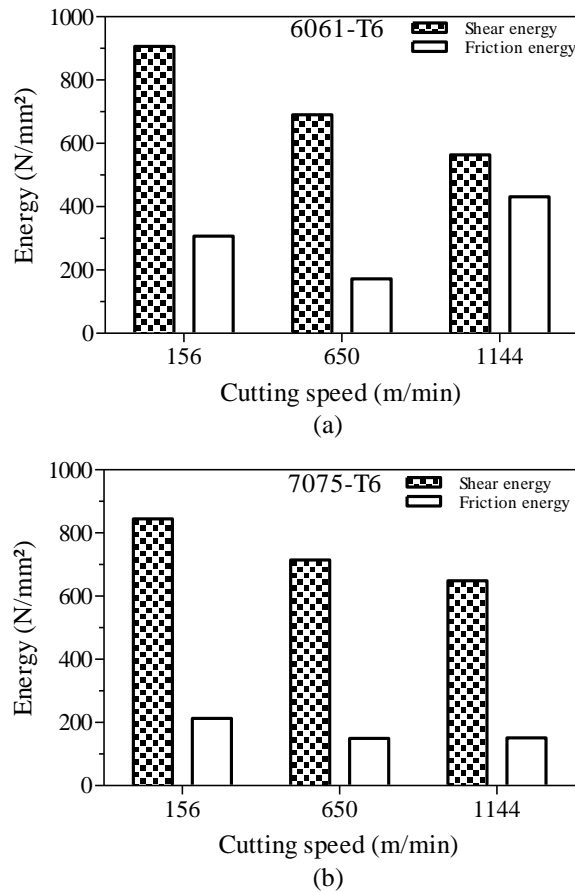 6061-T6
Shear energy
Friction energy
1000
800
600
400
200
0
Energy (N/mm²)
156 650 1144
Cutting speed (m/min)
(a)
7075-T6
Shear energy
Friction energy
1000
800
600
400
200
0
Energy (N/mm²)
156 650 1144
Cutting speed (m/min)
(b)